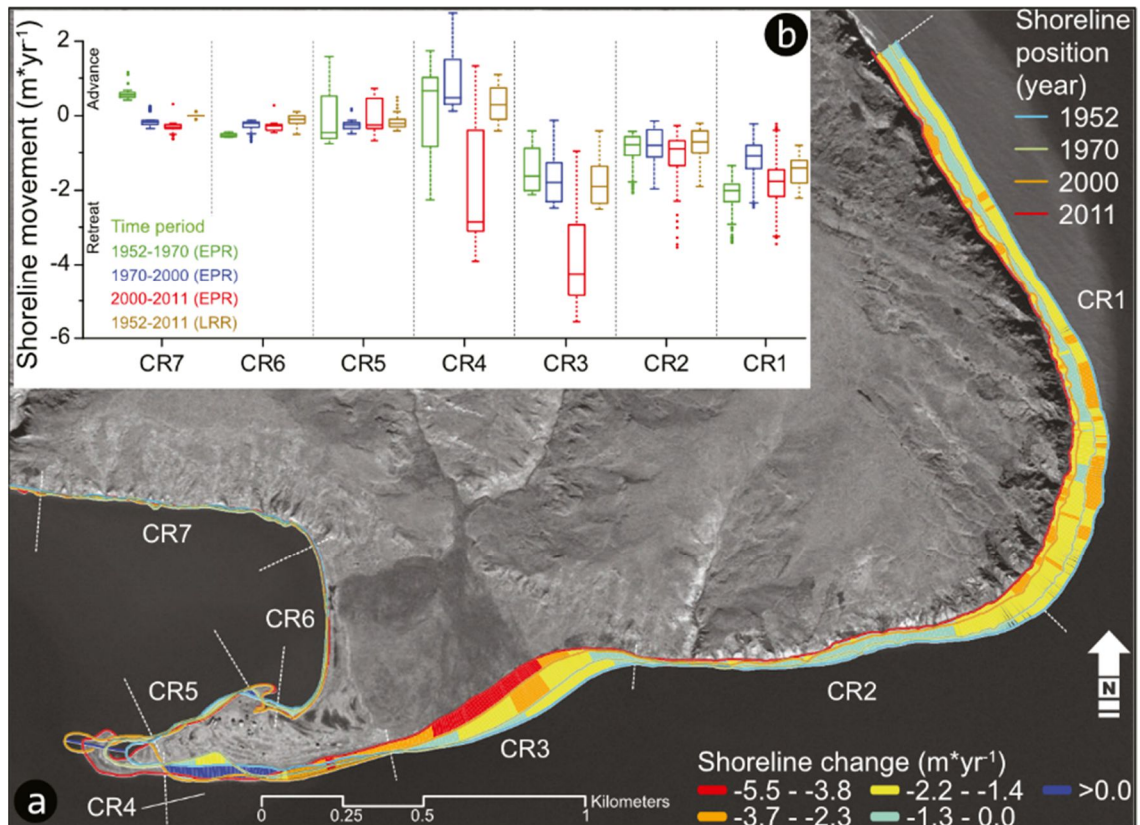 Shoreline movement (m*yr⁻¹)
Advance
Retreat
2
0
-2
-4
-6
b
Time period
1952-1970 (EPR)
1970-2000 (EPR)
2000-2011 (EPR)
1952-2011 (LRR)
CR7 CR6 CR5 CR4 CR3 CR2 CR1
Shoreline
position
(year)
1952
1970
2000
2011
CR1
CR7
CR6
CR5
CR2
CR3
CR4
N
a
0 0.25 0.5 1
Kilometers
Shoreline change (m*yr⁻¹)
-5.5 - -3.8 -2.2 - -1.4 >0.0
-3.7 - -2.3 -1.3 - 0.0